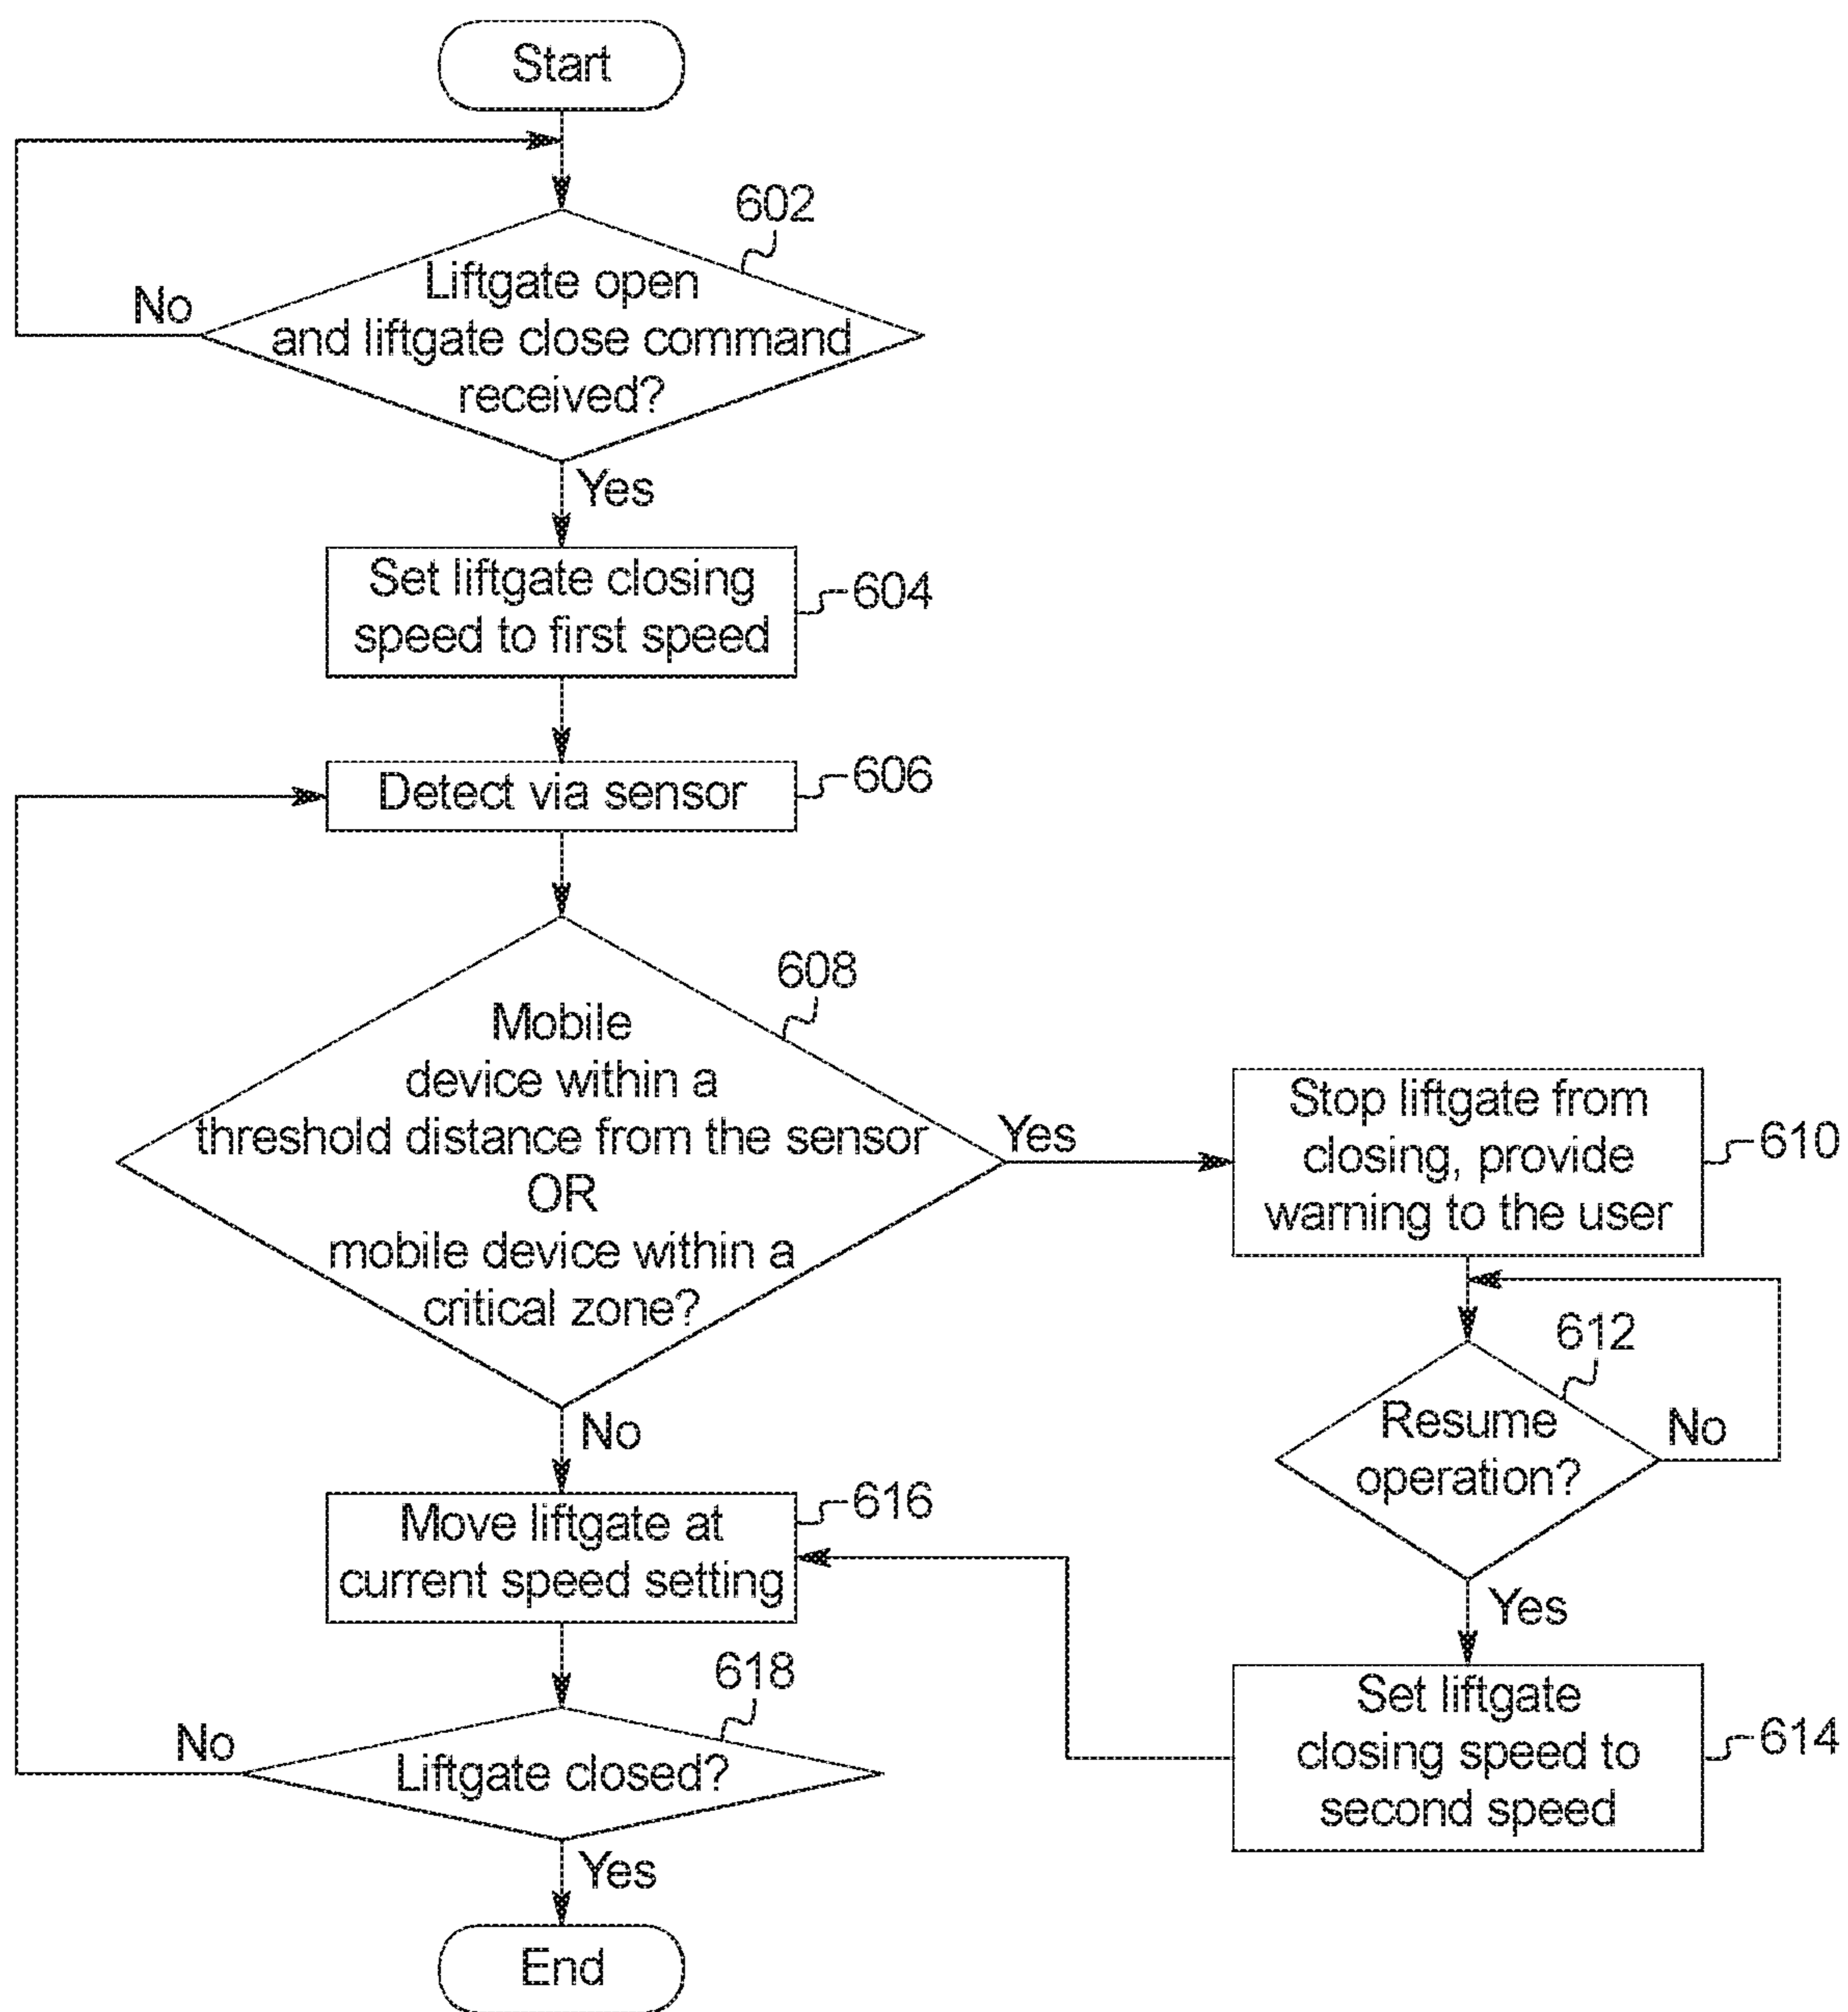 Start
602
Liftgate open
and liftgate close command
received?
No
Yes
Set liftgate closing
speed to first speed
604
Detect via sensor
606
608
Mobile
device within a
threshold distance from the sensor
OR
mobile device within a
critical zone?
Yes
No
Stop liftgate from
closing, provide
warning to the user
610
612
Resume
operation?
No
Yes
Set liftgate
closing speed to
second speed
614
Move liftgate at
current speed setting
616
618
Liftgate closed?
No
Yes
End